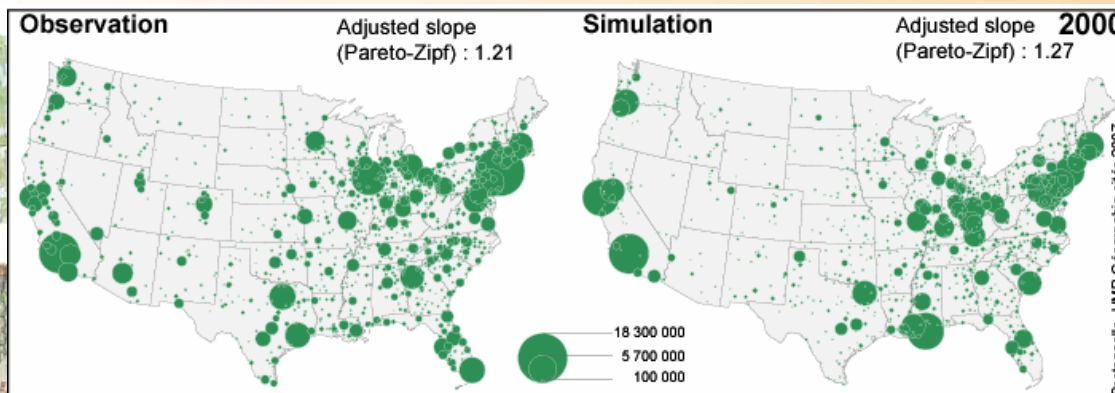 Observation
Adjusted slope
(Pareto-Zipf) : 1.21
Simulation
Adjusted slope
(Pareto-Zipf) : 1.27
2000
18 300 000
5 700 000
100 000